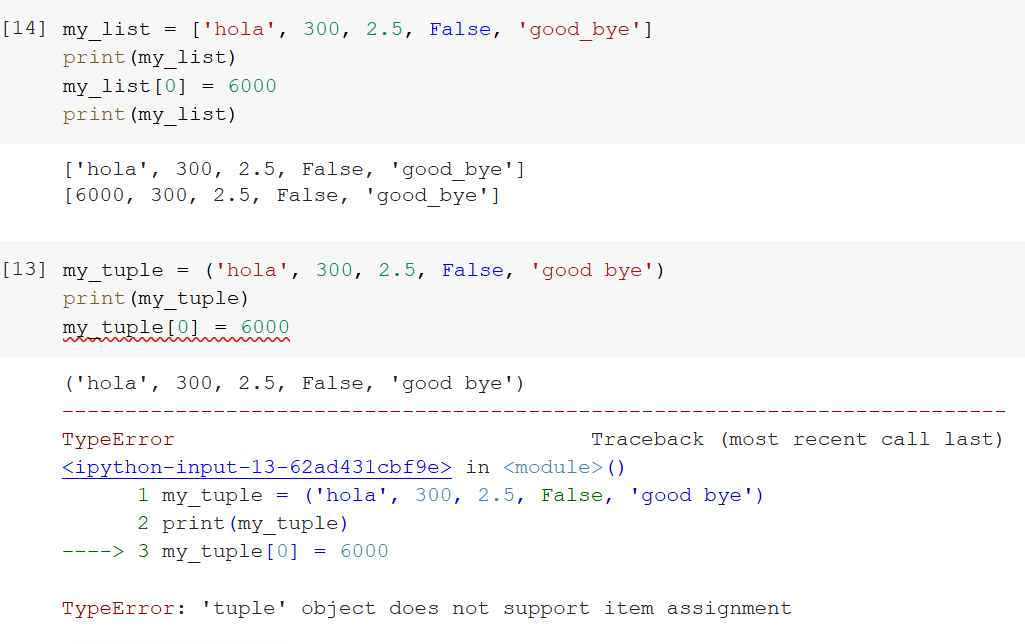 [14] my_list = ['hola', 300, 2.5, False, 'good_bye']
print(my_list)
my_list[0] = 6000
print(my_list)
['hola', 300, 2.5, False, 'good_bye']
[6000, 300, 2.5, False, 'good_bye']
[13] my_tuple = ('hola', 300, 2.5, False, 'good bye')
print(my_tuple)
my_tuple[0] = 6000
('hola', 300, 2.5, False, 'good bye')
---------------------------------------------------------------------------
TypeError Traceback (most recent call last)
<ipython-input-13-62ad431cbf9e> in <module>()
1 my_tuple = ('hola', 300, 2.5, False, 'good bye')
2 print(my_tuple)
----> 3 my_tuple[0] = 6000
TypeError: 'tuple' object does not support item assignment